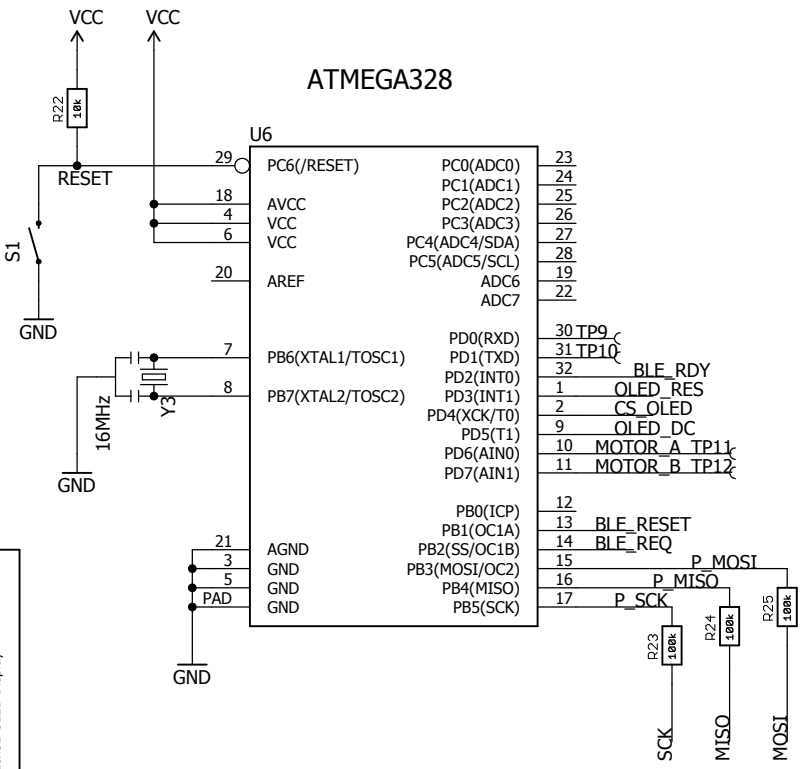 VCC
VCC
ATMEGA328
R22
10k
U6
RESET
S1
GND
29 PC6(/RESET)
18 AVCC
4 VCC
6 VCC
20 AREF
7 PB6(XTAL1/TOSC1)
8 PB7(XTAL2/TOSC2)
16MHz
Y3
GND
21 AGND
3 GND
5 GND
PAD GND
GND
PC0(ADC0) 23
PC1(ADC1) 24
PC2(ADC2) 25
PC3(ADC3) 26
PC4(ADC4/SDA) 27
PC5(ADC5/SCL) 28
ADC6 19
ADC7 22
PD0(RXD) 30 TP9
PD1(TXD) 31 TP10
PD2(INT0) 32 BLE_RDY
PD3(INT1) 1 OLED_RES
PD4(XCK/T0) 2 CS_OLED
PD5(T1) 9 OLED_DC
PD6(AIN0) 10 MOTOR_A TP11
PD7(AIN1) 11 MOTOR_B TP12
PB0(ICP) 12
PB1(OC1A) 13 BLE_RESET
PB2(SS/OC1B) 14 BLE_REQ
PB3(MOSI/OC2) 15 P_MOSI
PB4(MISO) 16 P_MISO
PB5(SCK) 17 P_SCK
R23
100k
R24
100k
R25
100k
SCK
MISO
MOSI